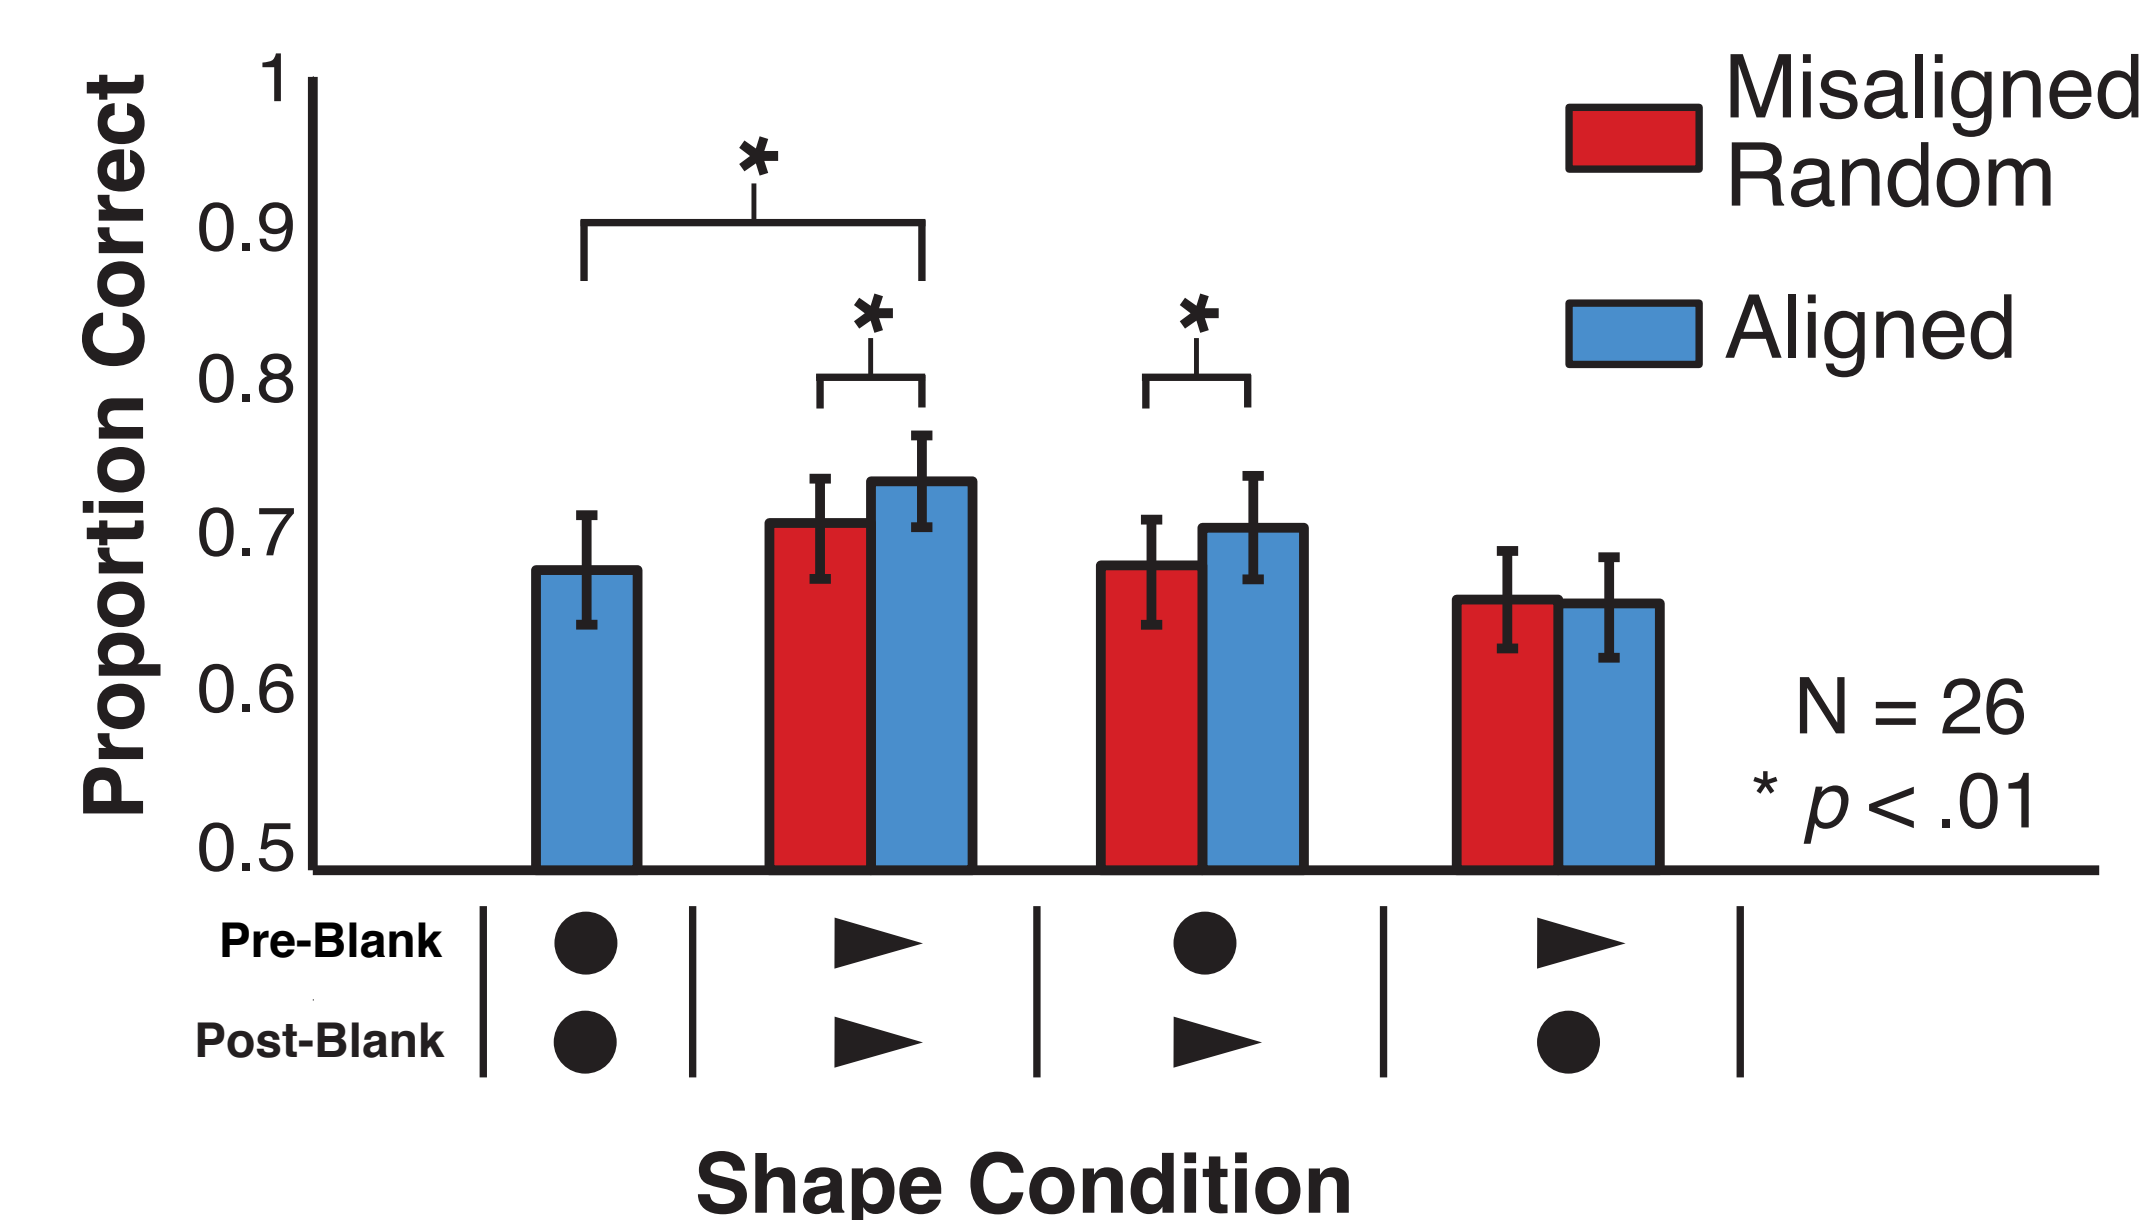 Proportion Correct
1
0.9
0.8
0.7
0.6
0.5
*
*
*
Misaligned
Random
Aligned
N = 26
* p < .01
Pre-Blank
Post-Blank
Shape Condition